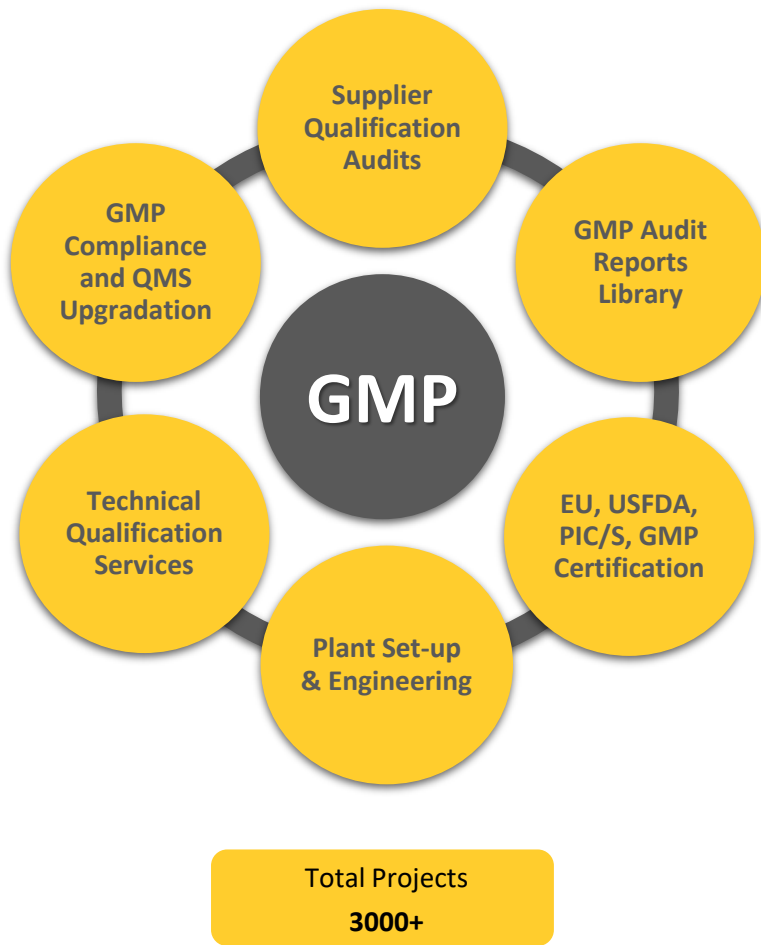 Supplier
Qualification
Audits
GMP
Compliance
and QMS
Upgradation
GMP Audit
Reports
Library
GMP
Technical
Qualification
Services
EU, USFDA,
PIC/S, GMP
Certification
Plant Set-up
& Engineering
Total Projects
3000+